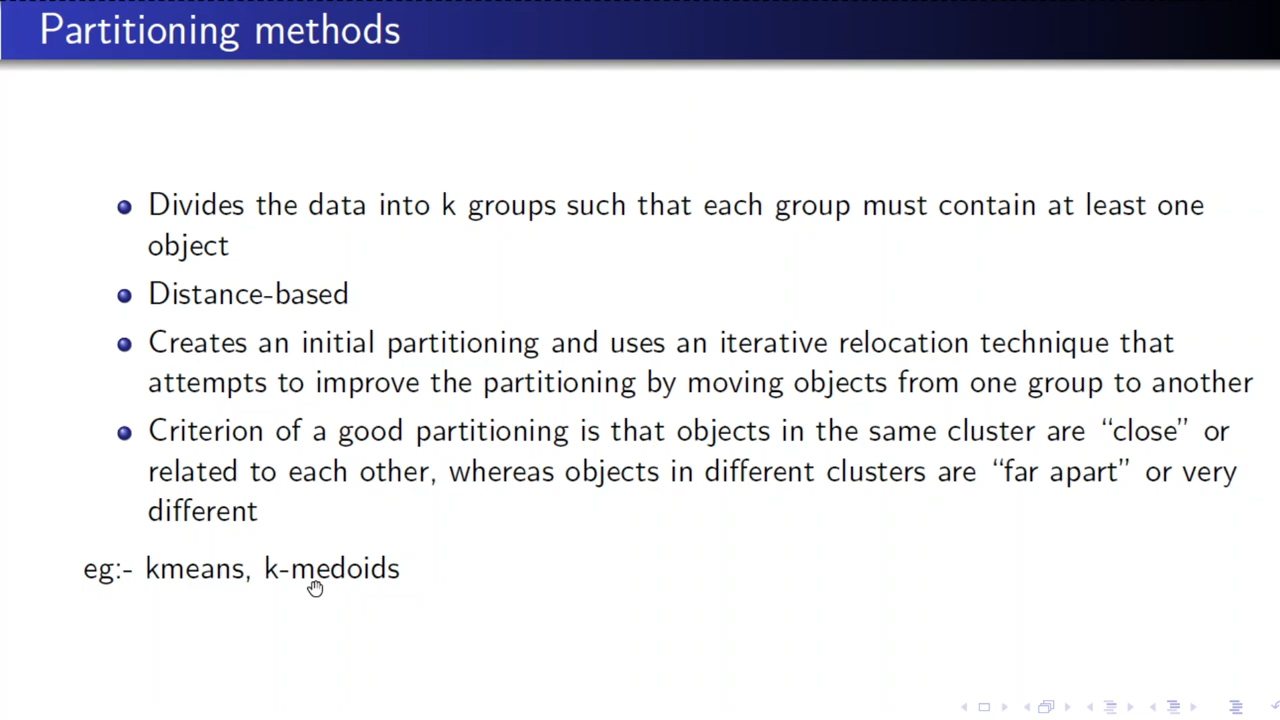 Partitioning methods
Divides the data into k groups such that each group must contain at least one
object
Distance-based
Creates an initial partitioning and uses an iterative relocation technique that
attempts to improve the partitioning by moving objects from one group to another
Criterion of a good partitioning is that objects in the same cluster are “close” or
related to each other, whereas objects in different clusters are “far apart” or very
different
eg:- kmeans, k-medoids